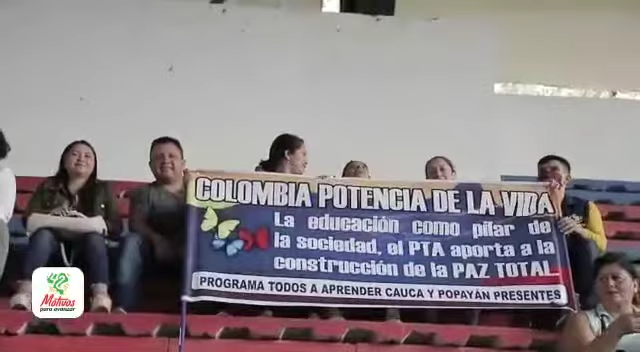 COLOMBIA POTENCIA DE LA VIDA
La educación como pilar de
la sociedad, el PTA aporta a la
construcción de la PAZ TOTAL
PROGRAMA TODOS A APRENDER CAUCA Y POPAYÁN PRESENTES
Motivos
para avanzar